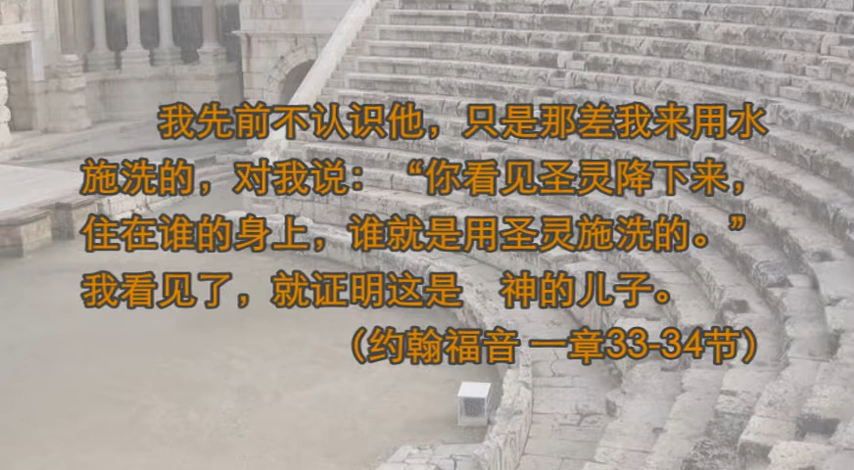 我先前不认识他，只是那差我来用水
施洗的，对我说：“你看见圣灵降下来，
住在谁的身上，谁就是用圣灵施洗的。”
我看见了，就证明这是　神的儿子。
（约翰福音 一章33-34节）